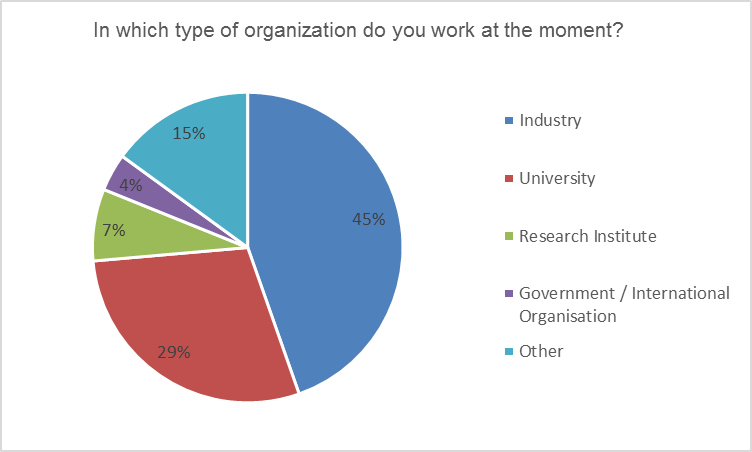 In which type of organization do you work at the moment?
15%
4%
7%
45%
29%
Industry
University
Research Institute
Government / International
Organisation
Other